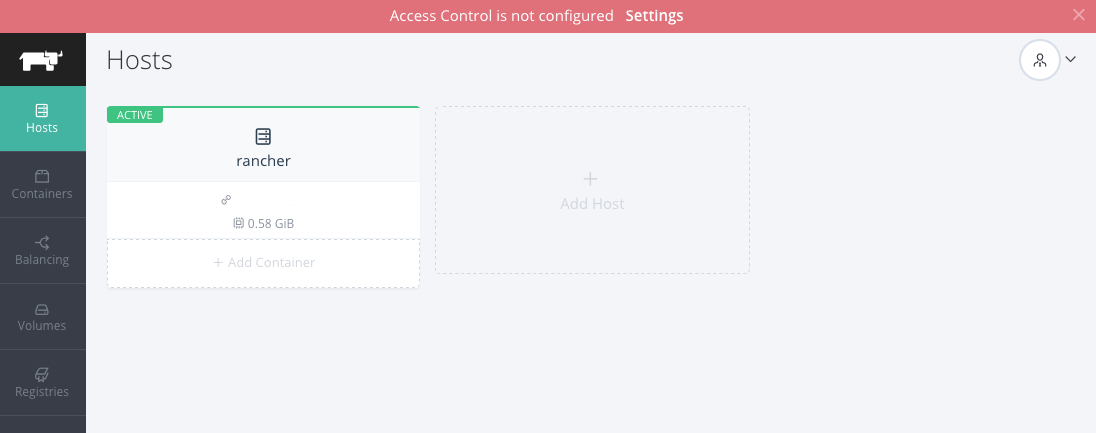 Access Control is not configured Settings
Hosts
Hosts
Containers
Balancing
Volumes
Registries
ACTIVE
rancher
0.58 GiB
+ Add Container
+
Add Host